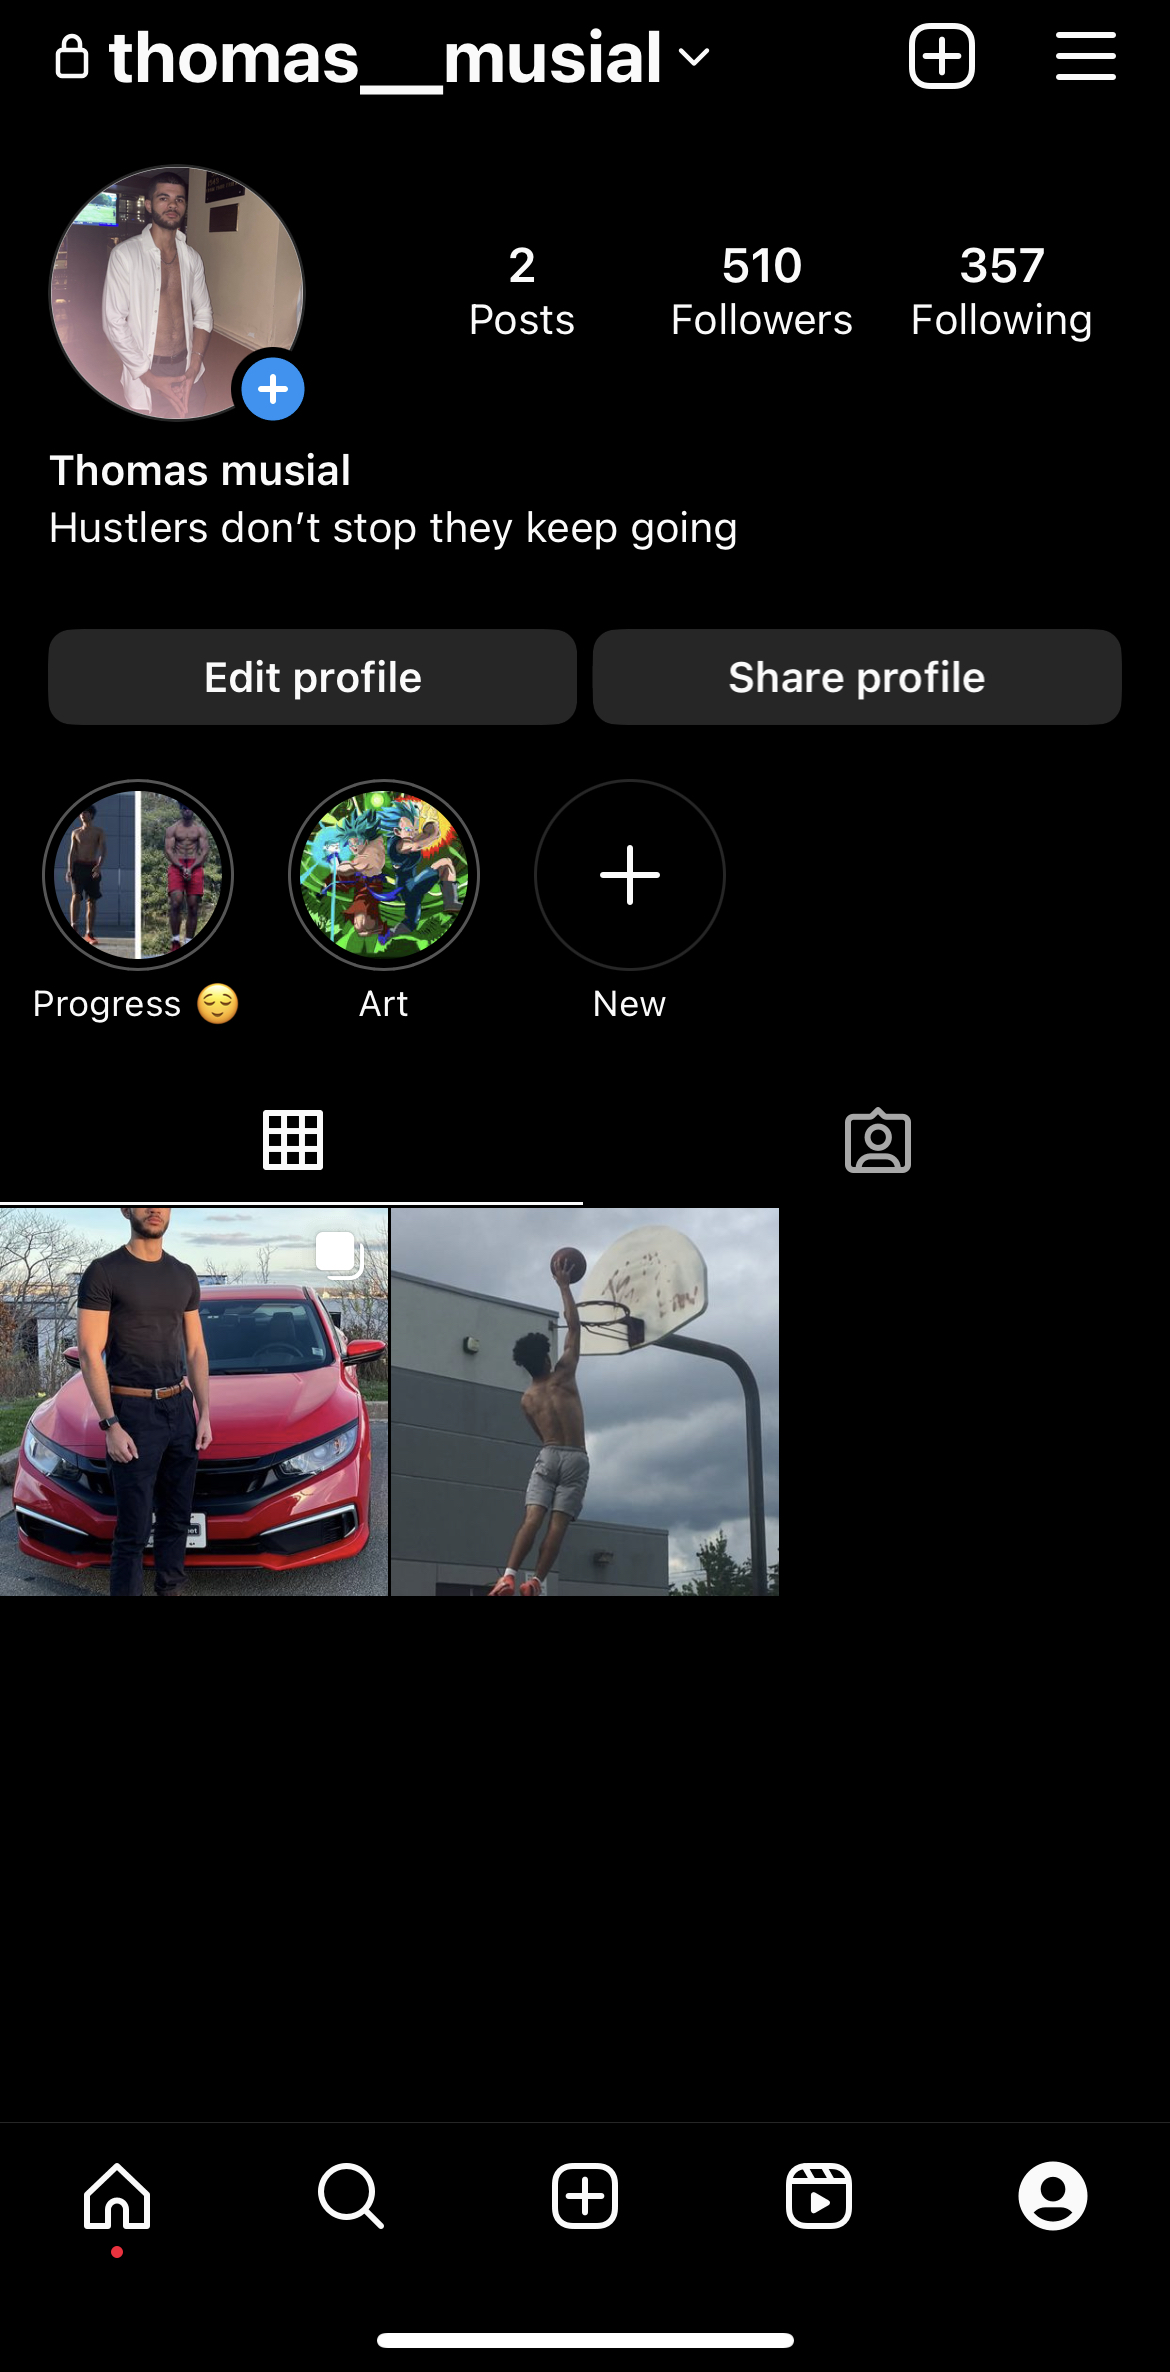 thomas__musial
2
510
357
Posts
Followers
Following
Thomas musial
Hustlers don’t stop they keep going
Edit profile
Share profile
Progress 😌
Art
New